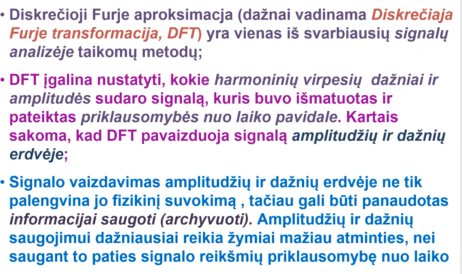 • Diskrečioji Furje aproksimacja (dažnai vadinama Diskrečiaja
Furje transformacija, DFT) yra vienas iš svarbiausių signalų
analizėje taikomų metodų;
• DFT įgalina nustatyti, kokie harmoninių virpesių dažniai ir
amplitudės sudaro signalą, kuris buvo išmatuotas ir
pateiktas priklausomybės nuo laiko pavidale. Kartais
sakoma, kad DFT pavaizduoja signalą amplitudžių ir dažnių
erdvėje;
• Signalo vaizdavimas amplitudžių ir dažnių erdvėje ne tik
palengvina jo fizikinį suvokimą , tačiau gali būti panaudotas
informacijai saugoti (archyvuoti). Amplitudžių ir dažnių
saugojimui dažniausiai reikia žymiai mažiau atminties, nei
saugant to paties signalo reikšmių priklausomybę nuo laiko